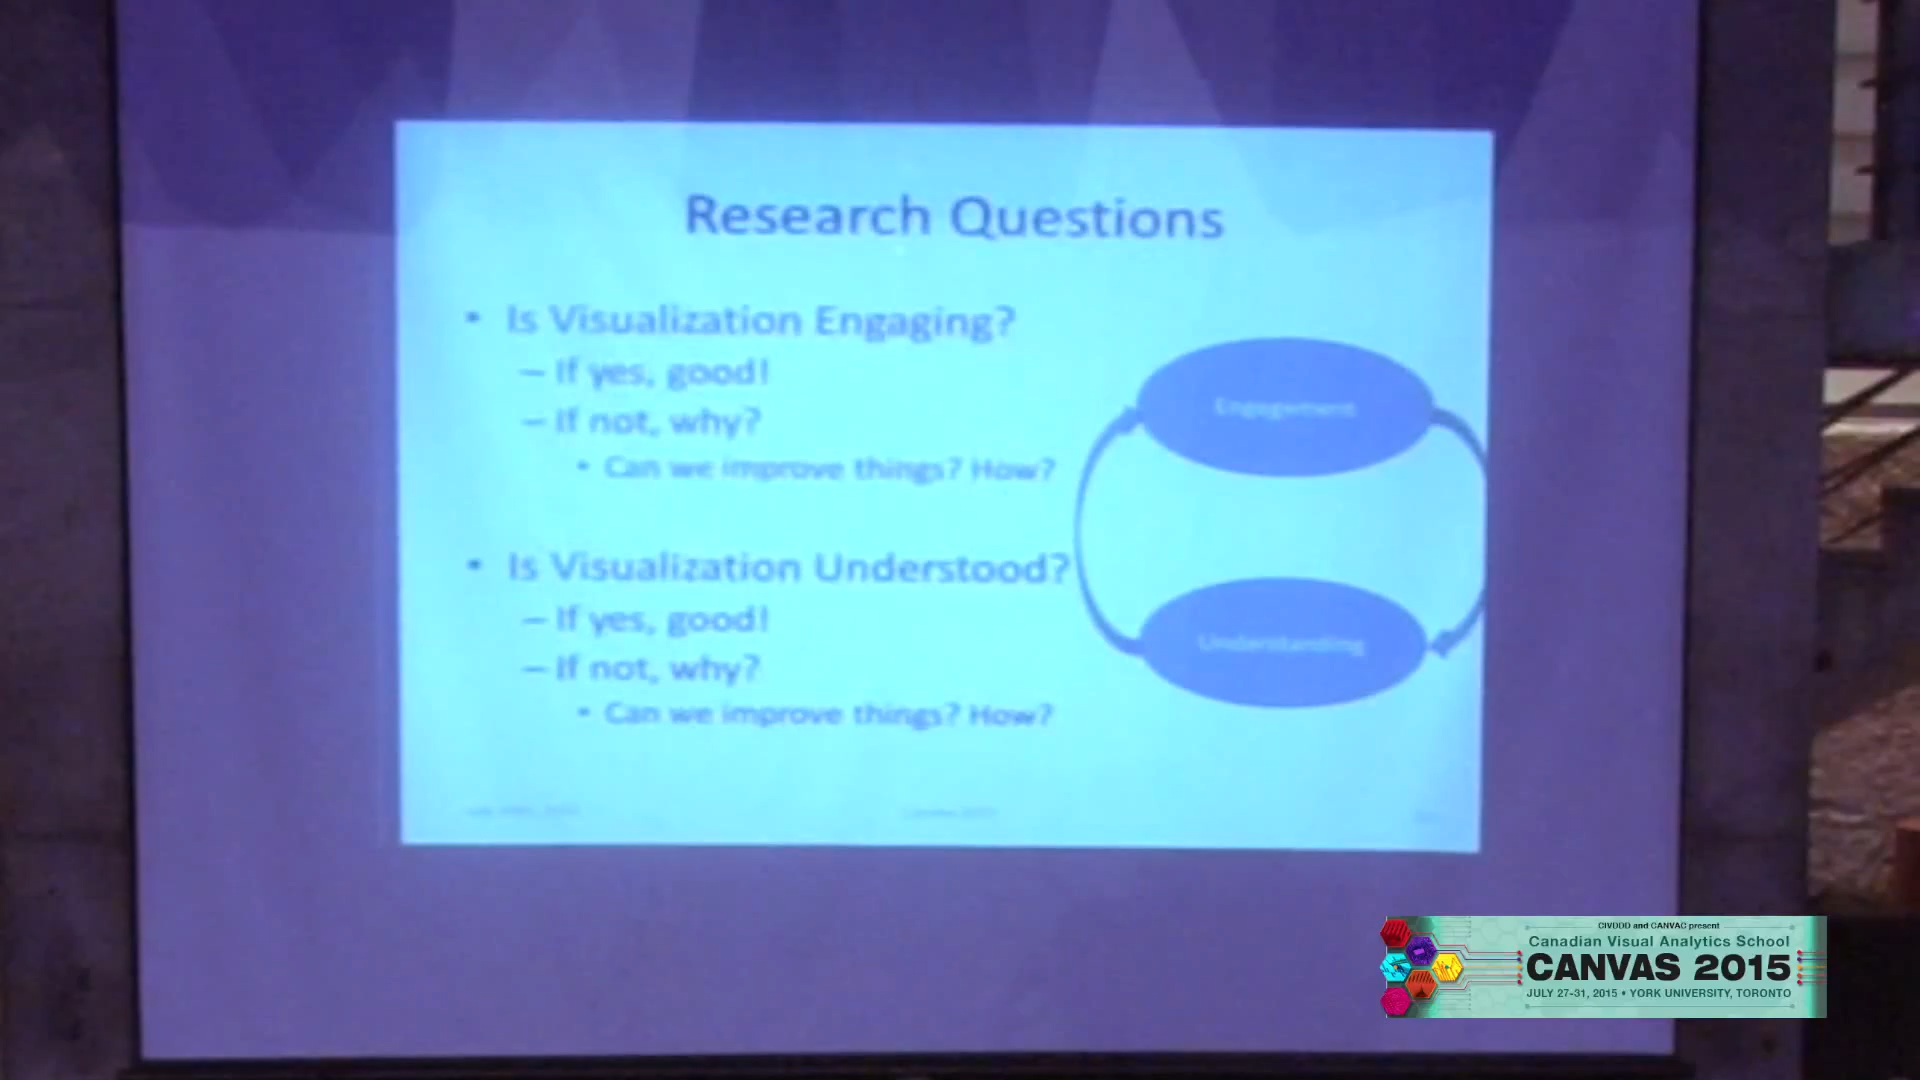 Research Questions
• Is Visualization Engaging?
– If yes, good!
– If not, why?
• Can we improve things? How?
• Is Visualization Understood?
– If yes, good!
– If not, why?
• Can we improve things? How?
Engagement
Understanding
CIVDDD and CANVAC present
Canadian Visual Analytics School
CANVAS 2015
JULY 27-31, 2015 • YORK UNIVERSITY, TORONTO